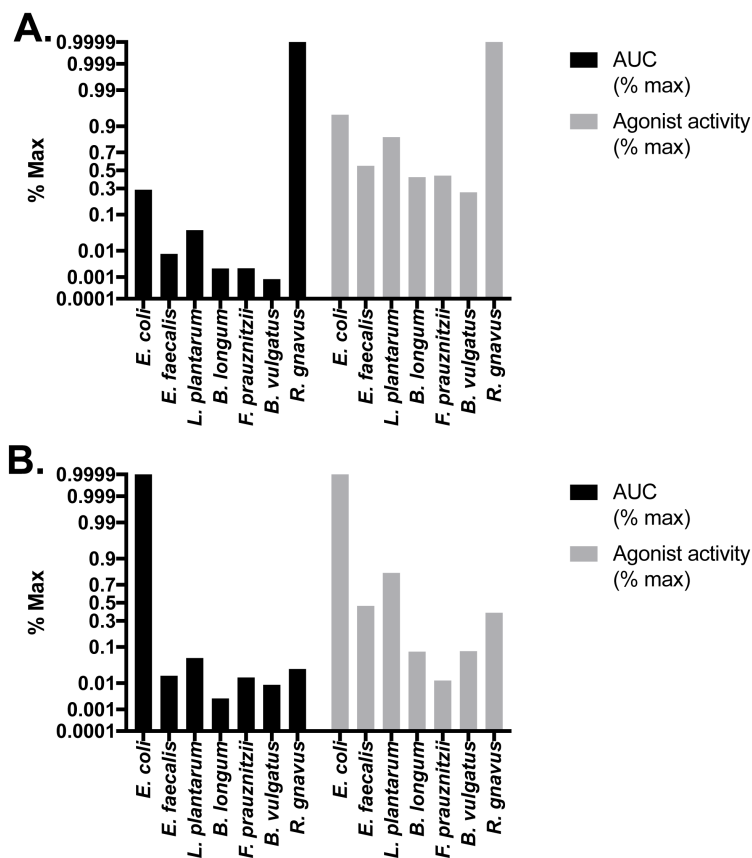 A.
% Max
0.9999
0.999
0.99
0.9
0.7
0.5
0.3
0.1
0.01
0.001
0.0001
E. coli
E. faecalis
L. plantarum
B. longum
F. prauznitzii
B. vulgatus
R. gnavus
E. coli
E. faecalis
L. plantarum
B. longum
F. prauznitzii
B. vulgatus
R. gnavus
AUC
(% max)
Agonist activity
(% max)
B.
% Max
0.9999
0.999
0.99
0.9
0.7
0.5
0.3
0.1
0.01
0.001
0.0001
E. coli
E. faecalis
L. plantarum
B. longum
F. prauznitzii
B. vulgatus
R. gnavus
E. coli
E. faecalis
L. plantarum
B. longum
F. prauznitzii
B. vulgatus
R. gnavus
AUC
(% max)
Agonist activity
(% max)